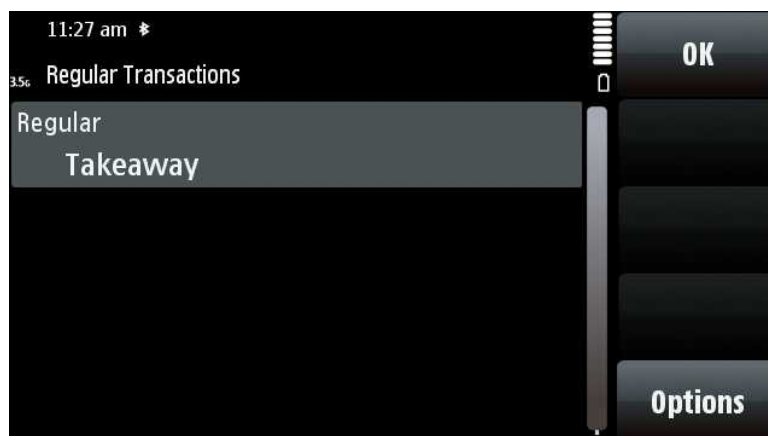 11:27 am
OK
3.5G Regular Transactions
Regular
Takeaway
Options